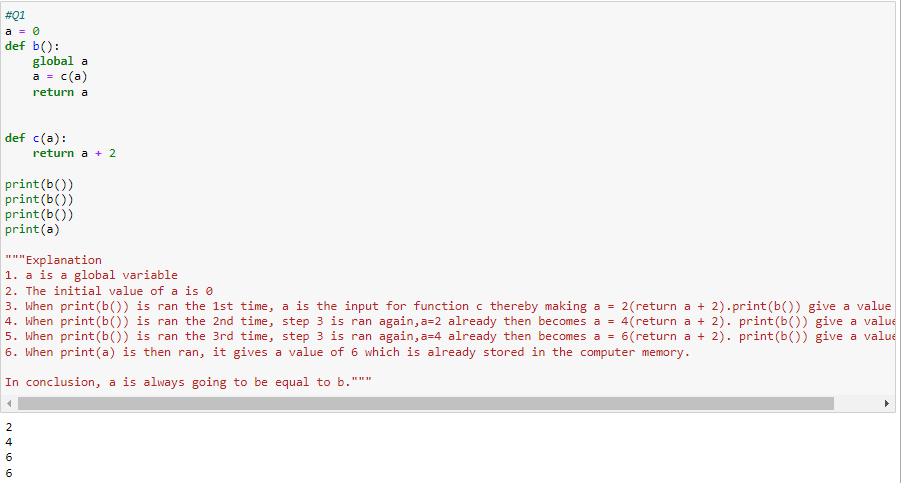 #Q1
a = 0
def b():
    global a
    a = c(a)
    return a
def c(a):
    return a + 2
print(b())
print(b())
print(b())
print(a)
"""Explanation
1. a is a global variable
2. The initial value of a is 0
3. When print(b()) is ran the 1st time, a is the input for function c thereby making a = 2(return a + 2).print(b()) give a value
4. When print(b()) is ran the 2nd time, step 3 is ran again,a=2 already then becomes a = 4(return a + 2). print(b()) give a value
5. When print(b()) is ran the 3rd time, step 3 is ran again,a=4 already then becomes a = 6(return a + 2). print(b()) give a value
6. When print(a) is then ran, it gives a value of 6 which is already stored in the computer memory.
In conclusion, a is always going to be equal to b."""
2
4
6
6